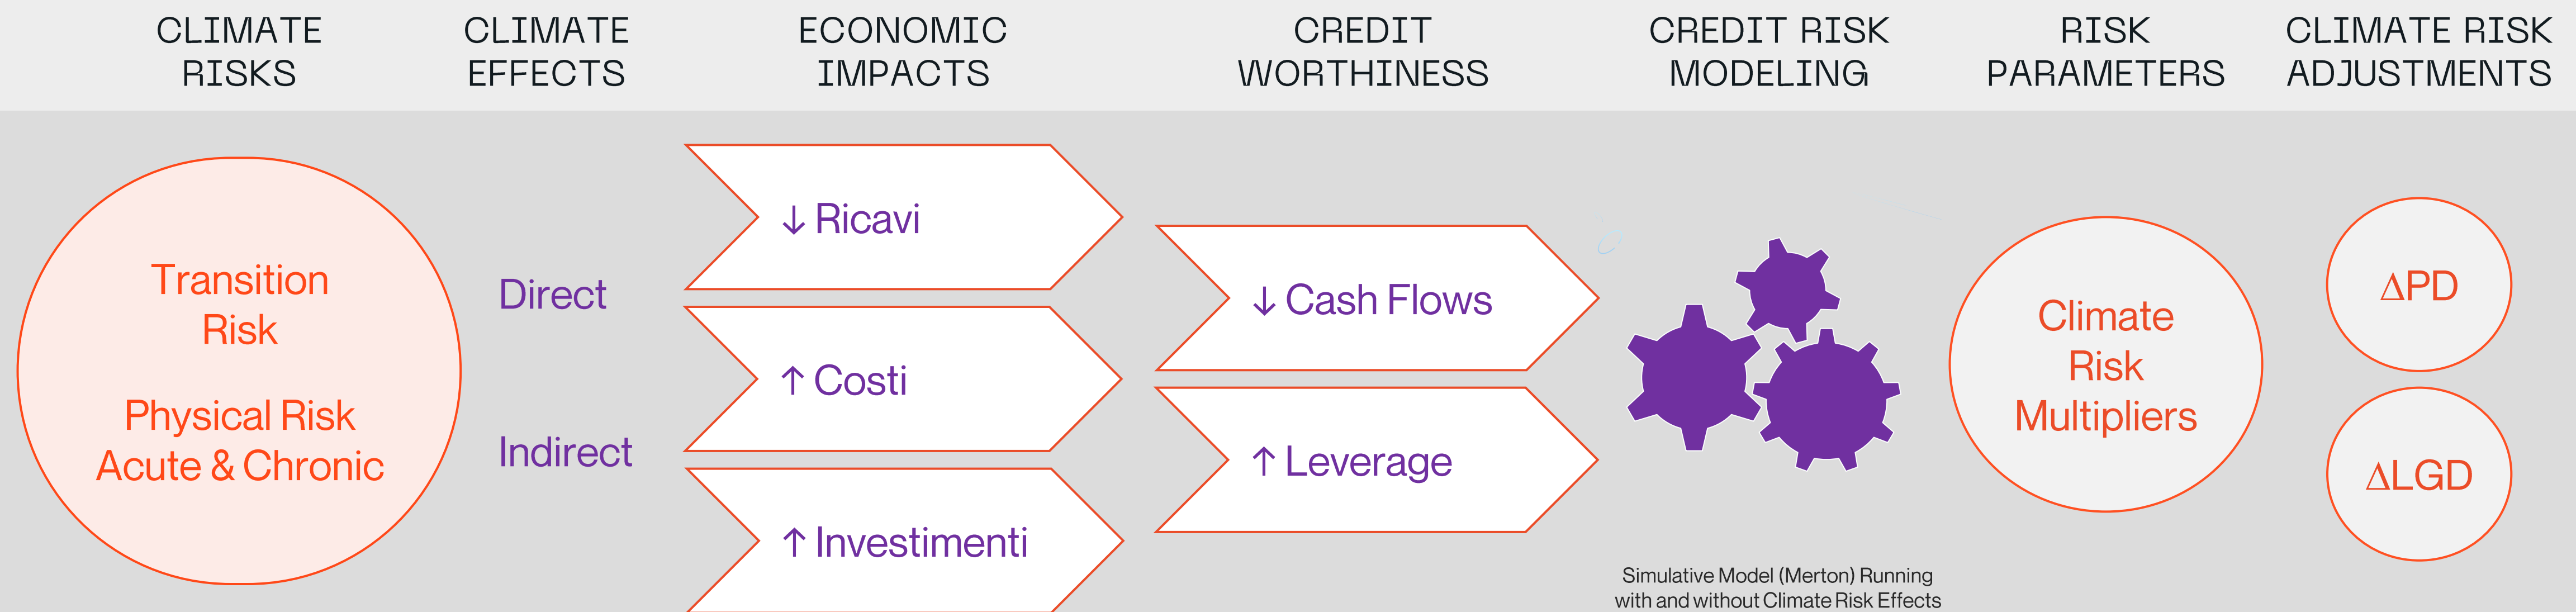 CLIMATE
RISKS
CLIMATE
EFFECTS
ECONOMIC
IMPACTS
CREDIT
WORTHINESS
CREDIT RISK
MODELING
RISK
PARAMETERS
CLIMATE RISK
ADJUSTMENTS
Transition
Risk
Physical Risk
Acute & Chronic
Direct
Indirect
↓ Ricavi
↑ Costi
↑ Investimenti
↓ Cash Flows
↑ Leverage
Simulative Model (Merton) Running
with and without Climate Risk Effects
Climate
Risk
Multipliers
ΔPD
ΔLGD